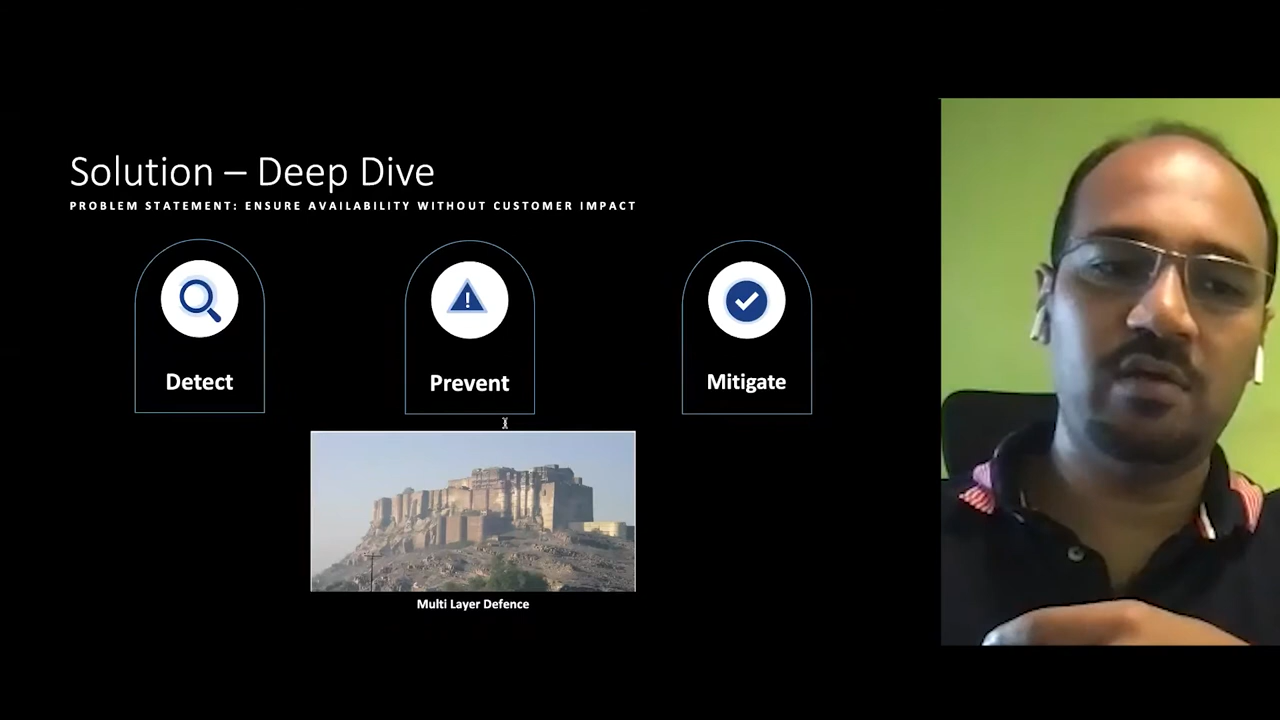 Solution – Deep Dive
PROBLEM STATEMENT: ENSURE AVAILABILITY WITHOUT CUSTOMER IMPACT
Detect
Prevent
Mitigate
Multi Layer Defence